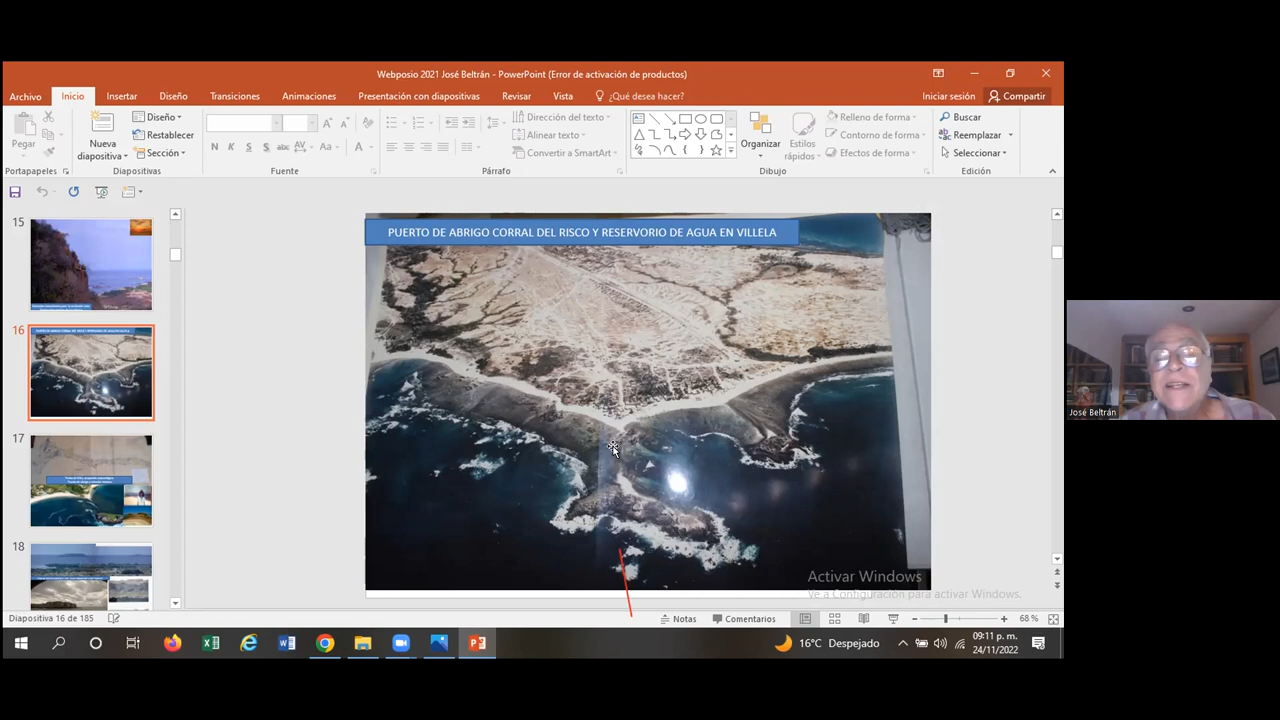 Webposio 2021 José Beltrán - PowerPoint (Error de activación de productos)
Archivo Inicio Insertar Diseño Transiciones Animaciones Presentación con diapositivas Revisar Vista ¿Qué desea hacer? Iniciar sesión Compartir
Pegar
Nueva diapositiva
Diseño
Restablecer
Sección
N K S S abc AV Aa A
Dirección del texto
Alinear texto
Convertir a SmartArt
Organizar
Estilos rápidos
Relleno de forma
Contorno de forma
Efectos de forma
Buscar
Reemplazar
Seleccionar
Portapapeles Diapositivas Fuente Párrafo Dibujo Edición
15
16
17
18
PUERTO DE ABRIGO CORRAL DEL RISCO Y RESERVORIO DE AGUA EN VILLELA
José Beltrán
Activar Windows
Ve a Configuración para activar Windows.
Diapositiva 16 de 185 Notas Comentarios 68 %
16°C Despejado 09:11 p. m.
24/11/2022